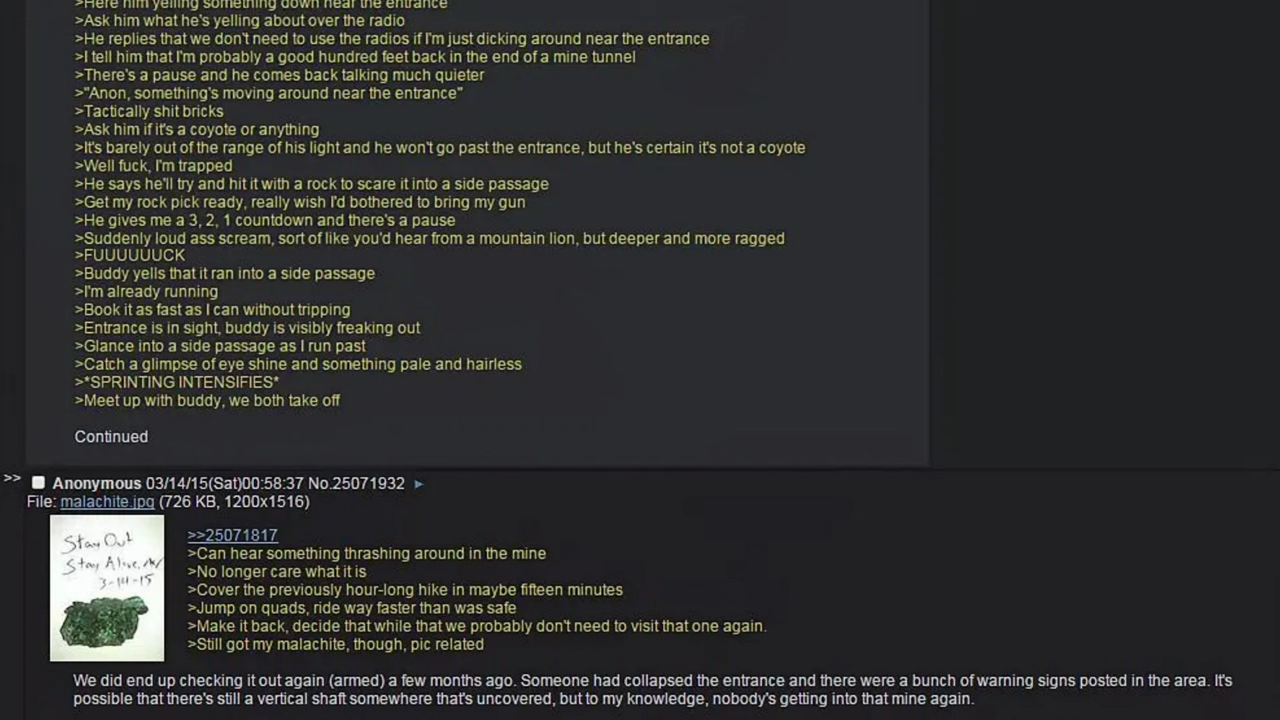 >Here him yelling something down near the entrance
>Ask him what he's yelling about over the radio
>He replies that we don't need to use the radios if I'm just dicking around near the entrance
>I tell him that I'm probably a good hundred feet back in the end of a mine tunnel
>There's a pause and he comes back talking much quieter
>"Anon, something's moving around near the entrance"
>Tactically shit bricks
>Ask him if it's a coyote or anything
>It's barely out of the range of his light and he won't go past the entrance, but he's certain it's not a coyote
>Well fuck, I'm trapped
>He says he'll try and hit it with a rock to scare it into a side passage
>Get my rock pick ready, really wish I'd bothered to bring my gun
>He gives me a 3, 2, 1 countdown and there's a pause
>Suddenly loud ass scream, sort of like you'd hear from a mountain lion, but deeper and more ragged
>FUUUUUUCK
>Buddy yells that it ran into a side passage
>I'm already running
>Book it as fast as I can without tripping
>Entrance is in sight, buddy is visibly freaking out
>Glance into a side passage as I run past
>Catch a glimpse of eye shine and something pale and hairless
>*SPRINTING INTENSIFIES*
>Meet up with buddy, we both take off
Continued
>> Anonymous 03/14/15(Sat)00:58:37 No.25071932 ►
File: malachite.jpg (726 KB, 1200x1516)
Stay Out
Stay Alive,
3-14-15
>>25071817
>Can hear something thrashing around in the mine
>No longer care what it is
>Cover the previously hour-long hike in maybe fifteen minutes
>Jump on quads, ride way faster than was safe
>Make it back, decide that while that we probably don't need to visit that one again.
>Still got my malachite, though, pic related
We did end up checking it out again (armed) a few months ago. Someone had collapsed the entrance and there were a bunch of warning signs posted in the area. It's
possible that there's still a vertical shaft somewhere that's uncovered, but to my knowledge, nobody's getting into that mine again.